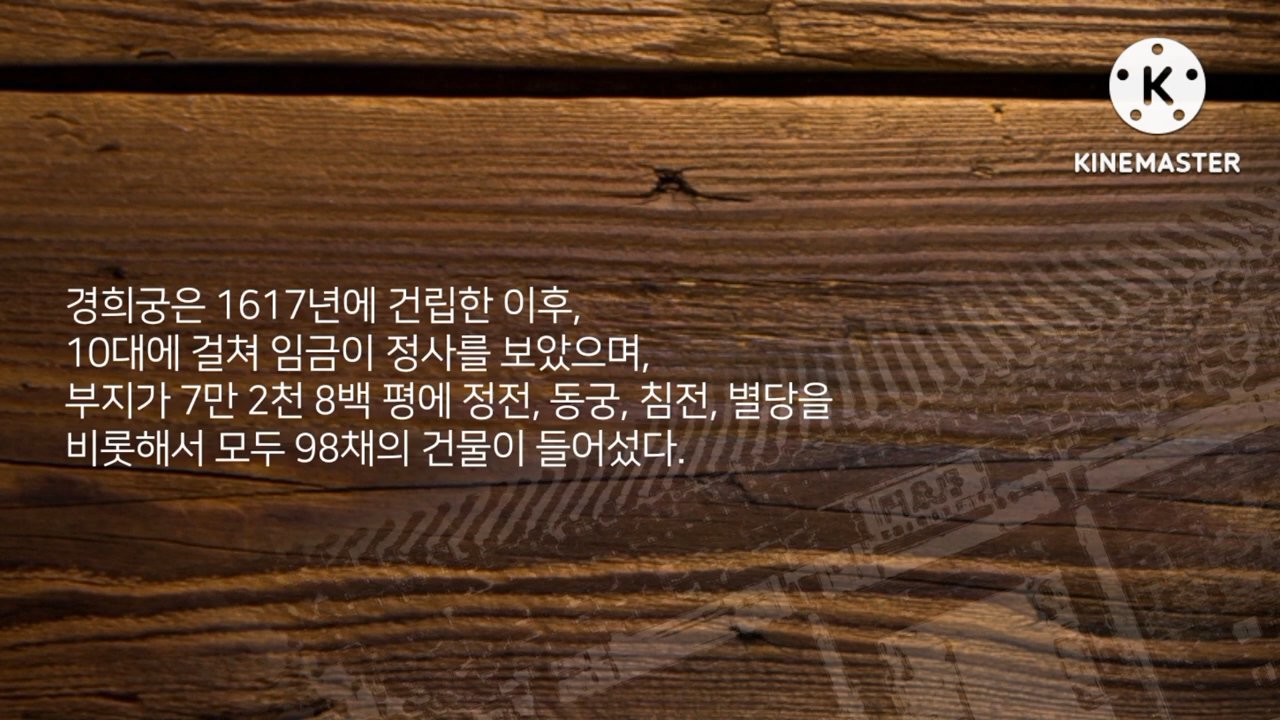 K
KINEMASTER
경희궁은 1617년에 건립한 이후,
10대에 걸쳐 임금이 정사를 보았으며,
부지가 7만 2천 8백 평에 정전, 동궁, 침전, 별당을
비롯해서 모두 98채의 건물이 들어섰다.